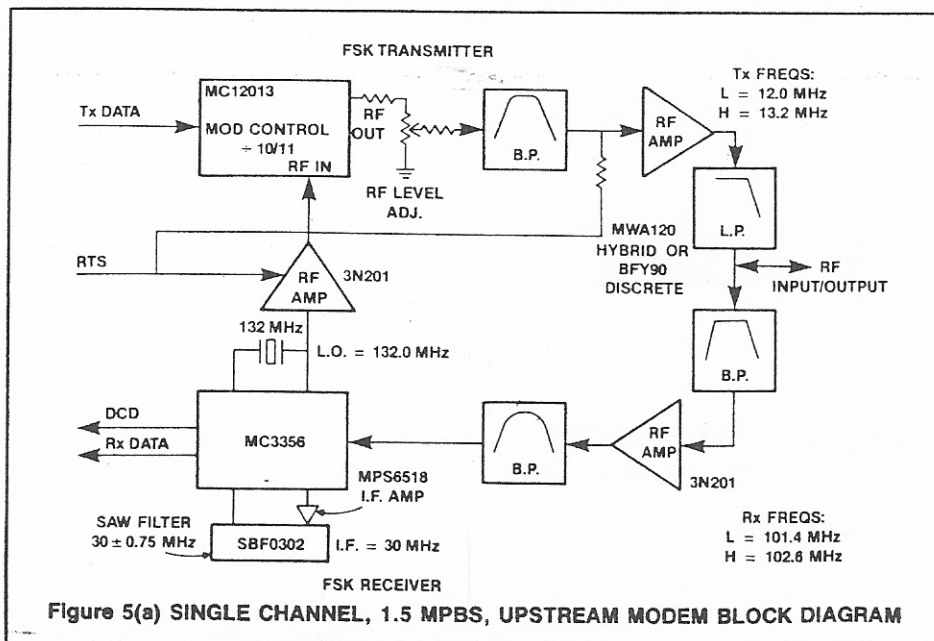 FSK TRANSMITTER
MC12013
Tx DATA
MOD CONTROL
÷ 10/11
RF IN
RF
OUT
RF LEVEL
ADJ.
B.P.
RF
AMP
Tx FREQS:
L = 12.0 MHz
H = 13.2 MHz
L.P.
MWA120
HYBRID OR
BFY90
DISCRETE
RF
INPUT/OUTPUT
RTS
RF
AMP
3N201
132 MHz
L.O. = 132.0 MHz
B.P.
DCD
Rx DATA
MC3356
B.P.
RF
AMP
3N201
MPS6518
I.F. AMP
SAW FILTER
30 ± 0.75 MHz
SBF0302
I.F. = 30 MHz
Rx FREQS:
L = 101.4 MHz
H = 102.6 MHz
FSK RECEIVER
Figure 5(a) SINGLE CHANNEL, 1.5 MPBS, UPSTREAM MODEM BLOCK DIAGRAM